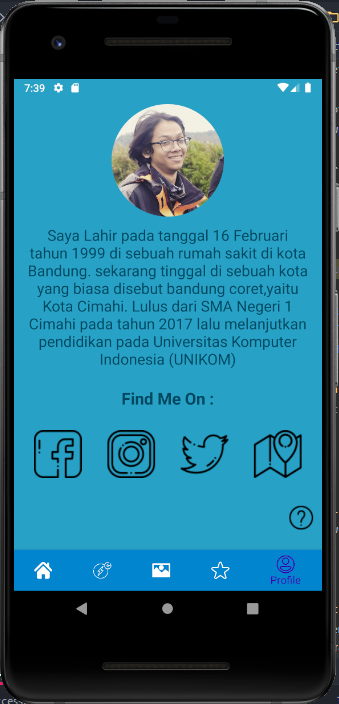 7:39
Saya Lahir pada tanggal 16 Februari
tahun 1999 di sebuah rumah sakit di kota
Bandung. sekarang tinggal di sebuah kota
yang biasa disebut bandung coret,yaitu
Kota Cimahi. Lulus dari SMA Negeri 1
Cimahi pada tahun 2017 lalu melanjutkan
pendidikan pada Universitas Komputer
Indonesia (UNIKOM)
Find Me On :
Profile